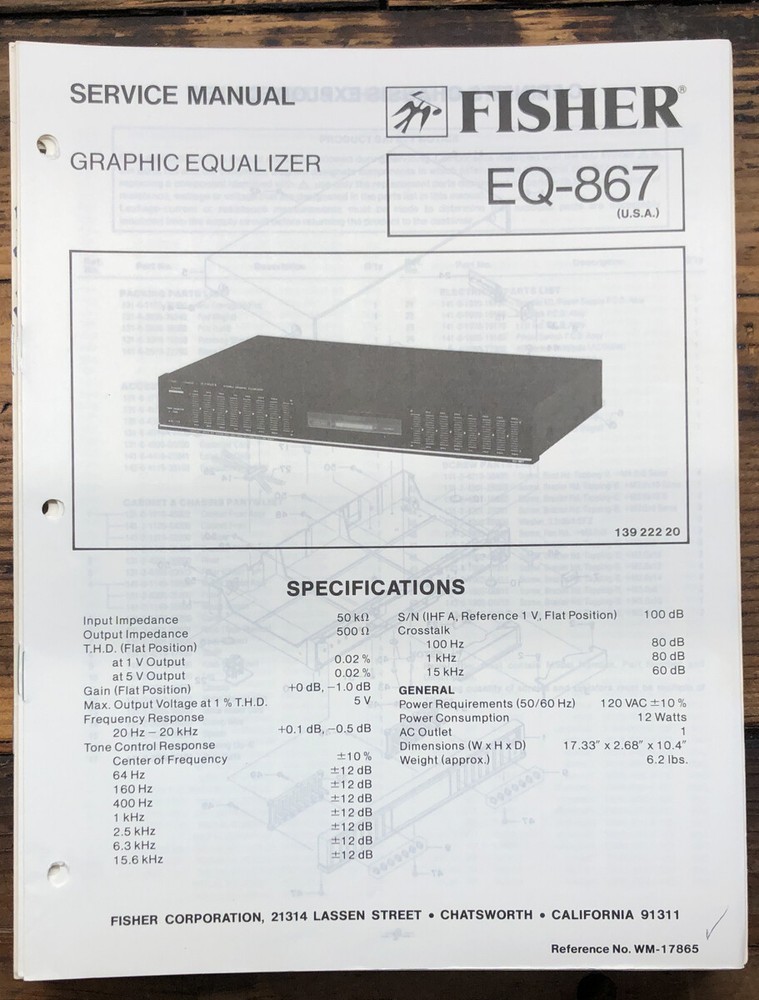 SERVICE MANUAL
FISHER®
GRAPHIC EQUALIZER
EQ-867
(U.S.A.)
139 222 20
SPECIFICATIONS
Input Impedance 50 kΩ
Output Impedance 500 Ω
T.H.D. (Flat Position)
at 1 V Output 0.02 %
at 5 V Output 0.02 %
Gain (Flat Position) +0 dB, −1.0 dB
Max. Output Voltage at 1 % T.H.D. 5 V
Frequency Response
20 Hz – 20 kHz +0.1 dB, −0.5 dB
Tone Control Response
Center of Frequency ±10 %
64 Hz ±12 dB
160 Hz ±12 dB
400 Hz ±12 dB
1 kHz ±12 dB
2.5 kHz ±12 dB
6.3 kHz ±12 dB
15.6 kHz ±12 dB
S/N (IHF A, Reference 1 V, Flat Position) 100 dB
Crosstalk
100 Hz 80 dB
1 kHz 80 dB
15 kHz 60 dB
GENERAL
Power Requirements (50/60 Hz) 120 VAC ±10 %
Power Consumption 12 Watts
AC Outlet 1
Dimensions (W x H x D) 17.33″ x 2.68″ x 10.4″
Weight (approx.) 6.2 lbs.
FISHER CORPORATION, 21314 LASSEN STREET • CHATSWORTH • CALIFORNIA 91311
Reference No. WM-17865